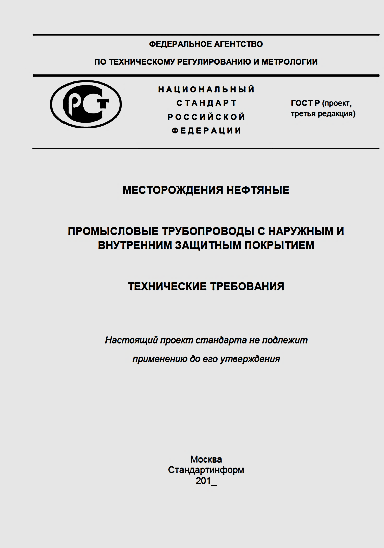 ФЕДЕРАЛЬНОЕ АГЕНТСТВО
ПО ТЕХНИЧЕСКОМУ РЕГУЛИРОВАНИЮ И МЕТРОЛОГИИ
НАЦИОНАЛЬНЫЙ
СТАНДАРТ
РОССИЙСКОЙ
ФЕДЕРАЦИИ
ГОСТ Р (проект,
третья редакция)
МЕСТОРОЖДЕНИЯ НЕФТЯНЫЕ
ПРОМЫСЛОВЫЕ ТРУБОПРОВОДЫ С НАРУЖНЫМ И
ВНУТРЕННИМ ЗАЩИТНЫМ ПОКРЫТИЕМ
ТЕХНИЧЕСКИЕ ТРЕБОВАНИЯ
Настоящий проект стандарта не подлежит
применению до его утверждения
Москва
Стандартинформ
201_